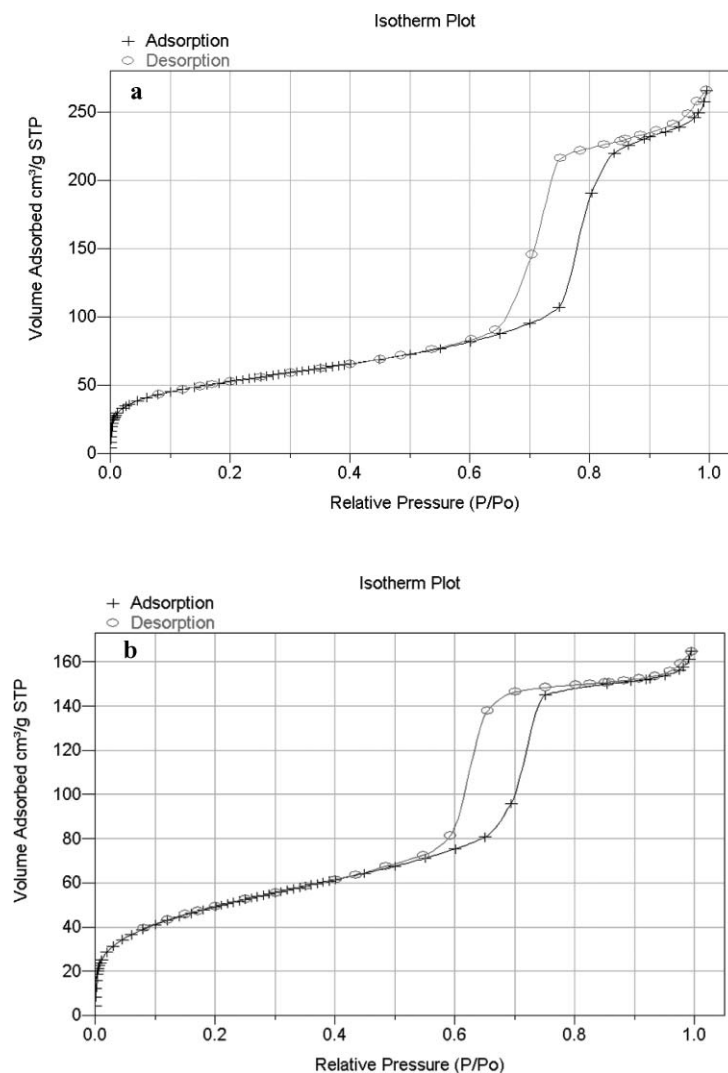 Isotherm Plot
+ Adsorption
Desorption
a
Volume Adsorbed cm³/g STP
250
200
150
100
50
0
0.0 0.2 0.4 0.6 0.8 1.0
Relative Pressure (P/Po)
Isotherm Plot
+ Adsorption
Desorption
b
Volume Adsorbed cm³/g STP
160
140
120
100
80
60
40
20
0
0.0 0.2 0.4 0.6 0.8 1.0
Relative Pressure (P/Po)